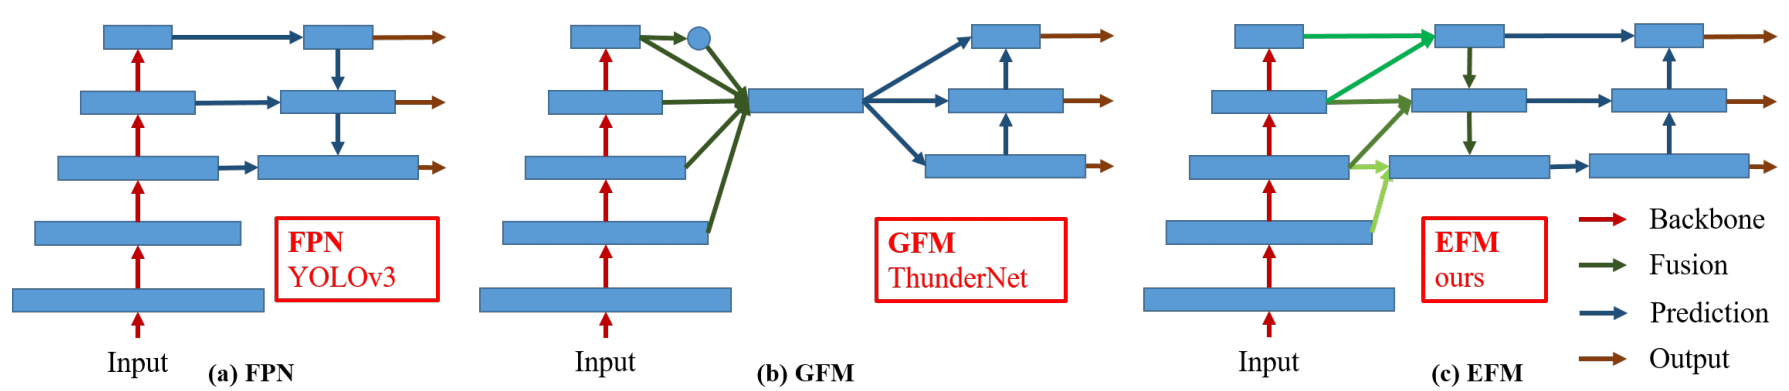 FPN
YOLOv3
Input
(a) FPN
GFM
ThunderNet
Input
(b) GFM
EFM
ours
Input
(c) EFM
Backbone
Fusion
Prediction
Output